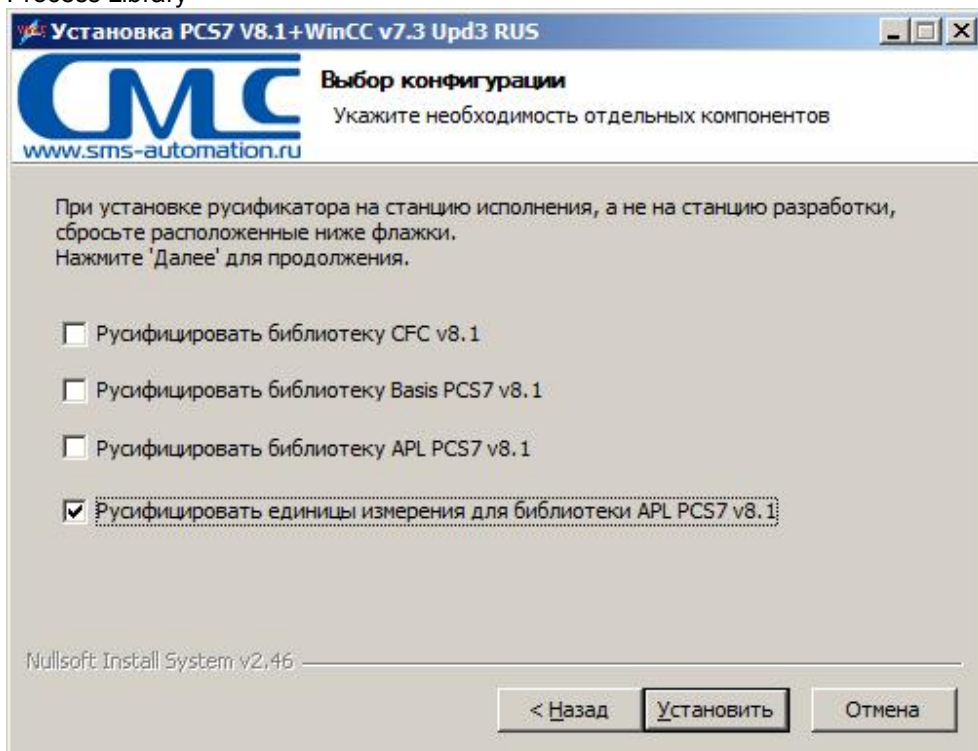 Process Library
Установка PCS7 V8.1+WinCC v7.3 Upd3 RUS
СМС
www.sms-automation.ru
Выбор конфигурации
Укажите необходимость отдельных компонентов
При установке русификатора на станцию исполнения, а не на станцию разработки,
сбросьте расположенные ниже флажки.
Нажмите 'Далее' для продолжения.
Русифицировать библиотеку CFC v8.1
Русифицировать библиотеку Basis PCS7 v8.1
Русифицировать библиотеку APL PCS7 v8.1
Русифицировать единицы измерения для библиотеки APL PCS7 v8.1
Nullsoft Install System v2.46
< Назад Установить Отмена